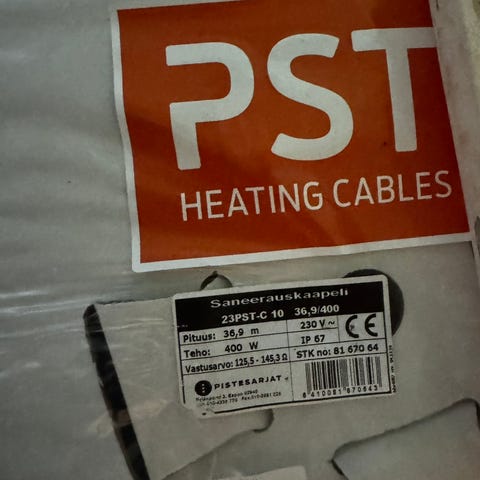 PST
HEATING CABLES
Saneerauskaapeli
23PST-C 10 36,9/400
Pituus: 36,9 m 230 V ~ CE
Teho: 400 W IP 67
Vastusarvo: 125,5 - 145,3 Ω STK no: 81 670 64
PISTESARJAT